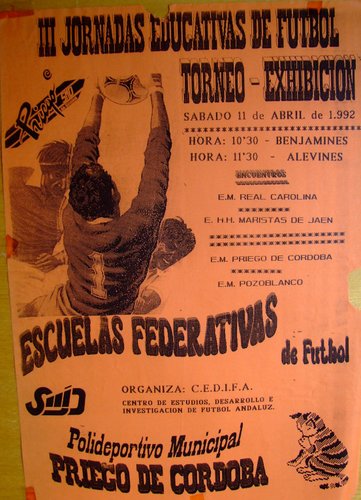 III JORNADAS EDUCATIVAS DE FUTBOL
TORNEO - EXHIBICION
SABADO 11 de ABRIL de 1.992
HORA: 10'30 - BENJAMINES
HORA: 11'30 - ALEVINES
ENCUENTROS
E.M. REAL CAROLINA
E. HH. MARISTAS DE JAEN
E.M. PRIEGO DE CORDOBA
E.M. POZOBLANCO
1
ESCUELAS FEDERATIVAS
de Futbol
ORGANIZA: C.E.D.I.F.A.
CENTRO DE ESTUDIOS, DESARROLLO E
INVESTIGACION DE FUTBOL ANDALUZ.
Polideportivo Municipal
PRIEGO DE CORDOBA